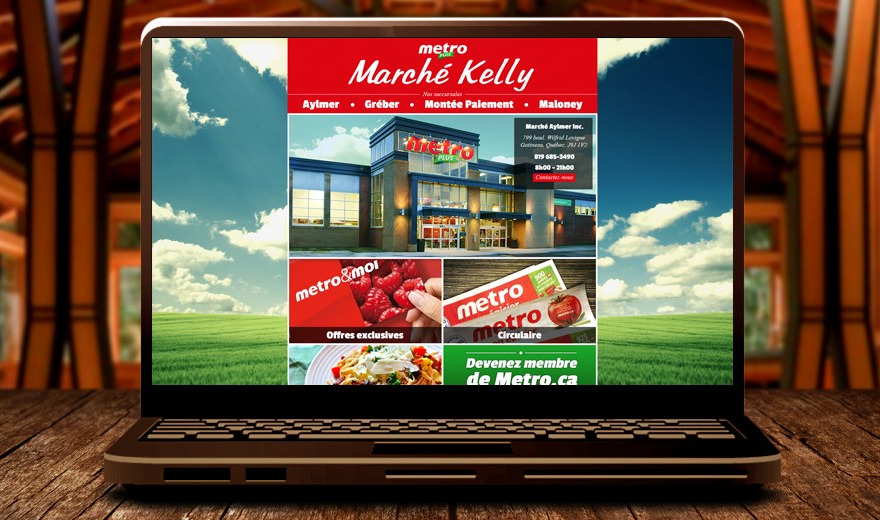 metro
PLUS
Marché Kelly
Nos succursales
Aylmer • Gréber • Montée Paiement • Maloney
metro
PLUS
Marché Aylmer Inc.
799 boul. Wilfrid Lavigne
Gatineau, Québec, J9J 1V2
819 685-3490
8h00 - 21h00
Contactez-nous
metro&moi
Offres exclusives
metro
metro
Circulaire
Devenez membre
de Metro.ca